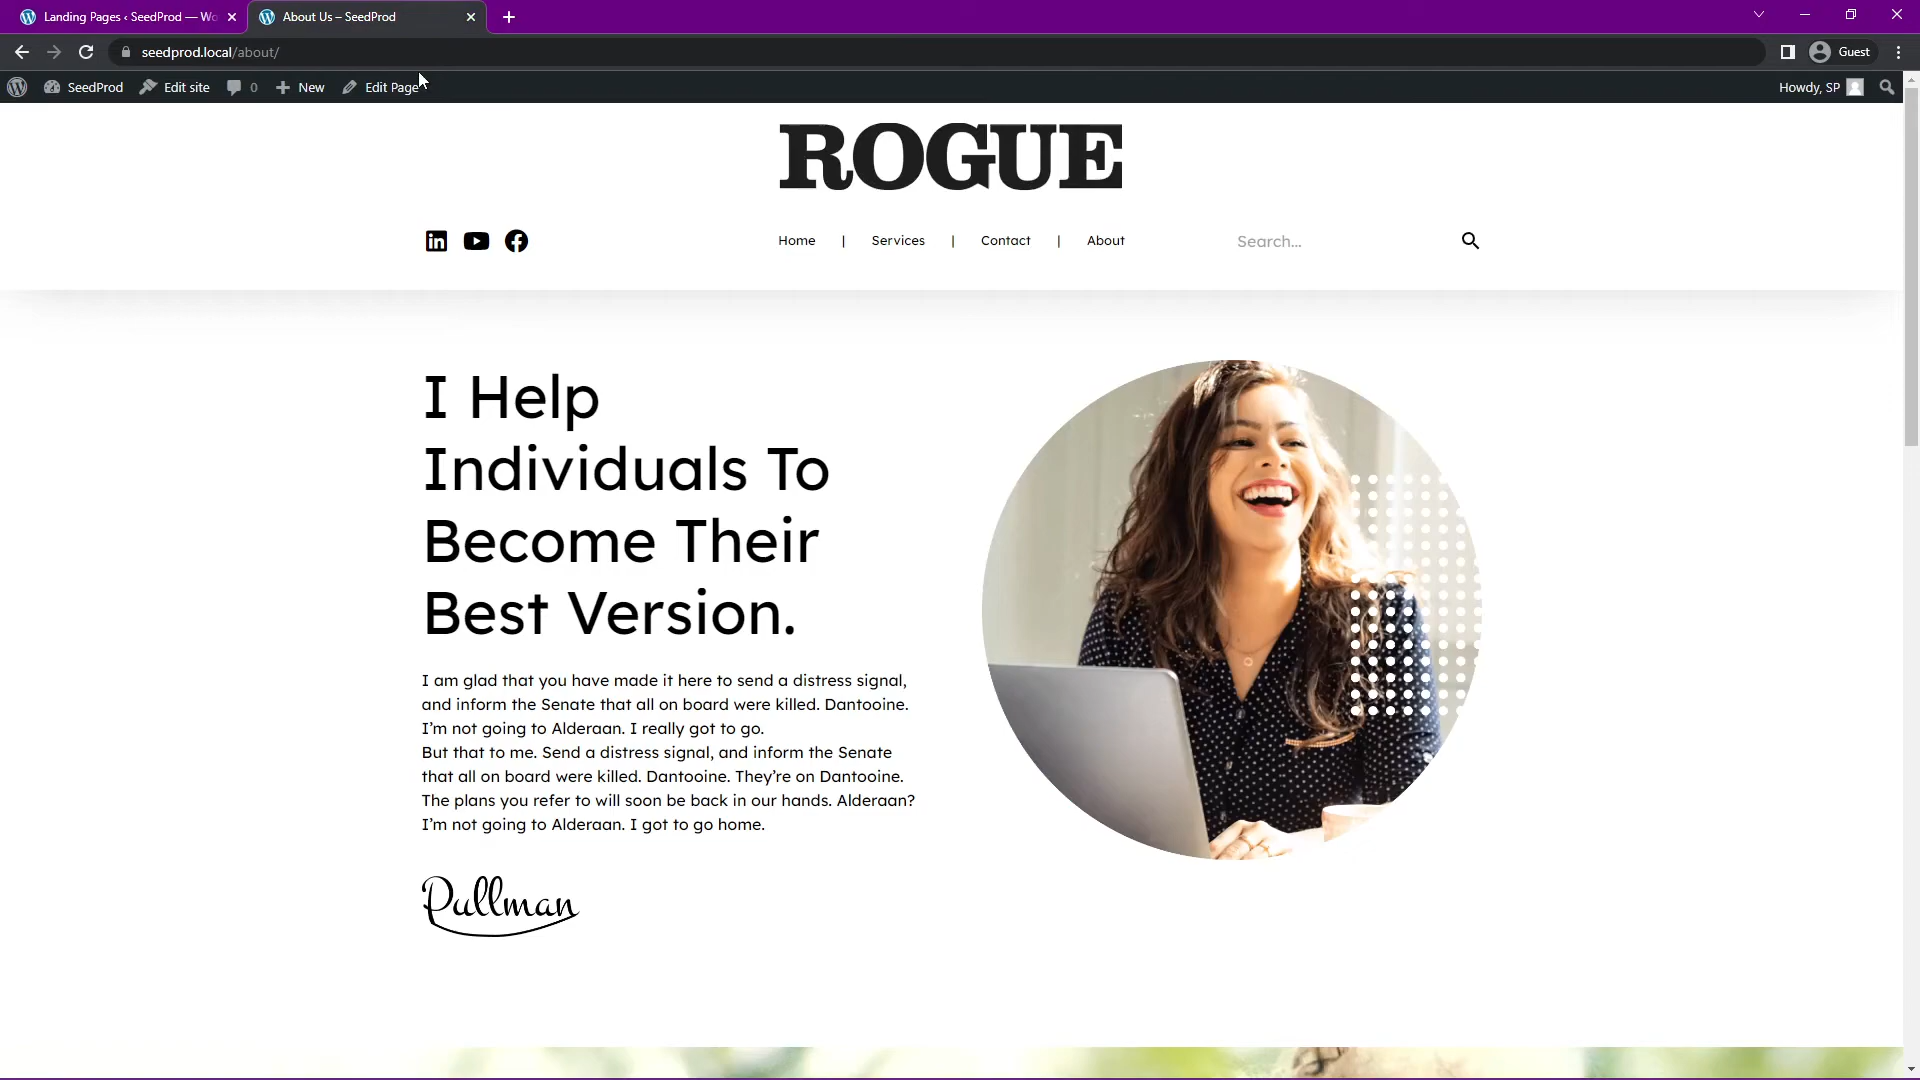 Landing Pages ‹ SeedProd — Wo
About Us – SeedProd
seedprod.local/about/
Guest
SeedProd
Edit site
0
New
Edit Page
Howdy, SP
ROGUE
Home | Services | Contact | About
Search...
I Help
Individuals To
Become Their
Best Version.
I am glad that you have made it here to send a distress signal,
and inform the Senate that all on board were killed. Dantooine.
I’m not going to Alderaan. I really got to go.
But that to me. Send a distress signal, and inform the Senate
that all on board were killed. Dantooine. They’re on Dantooine.
The plans you refer to will soon be back in our hands. Alderaan?
I’m not going to Alderaan. I got to go home.
Pullman